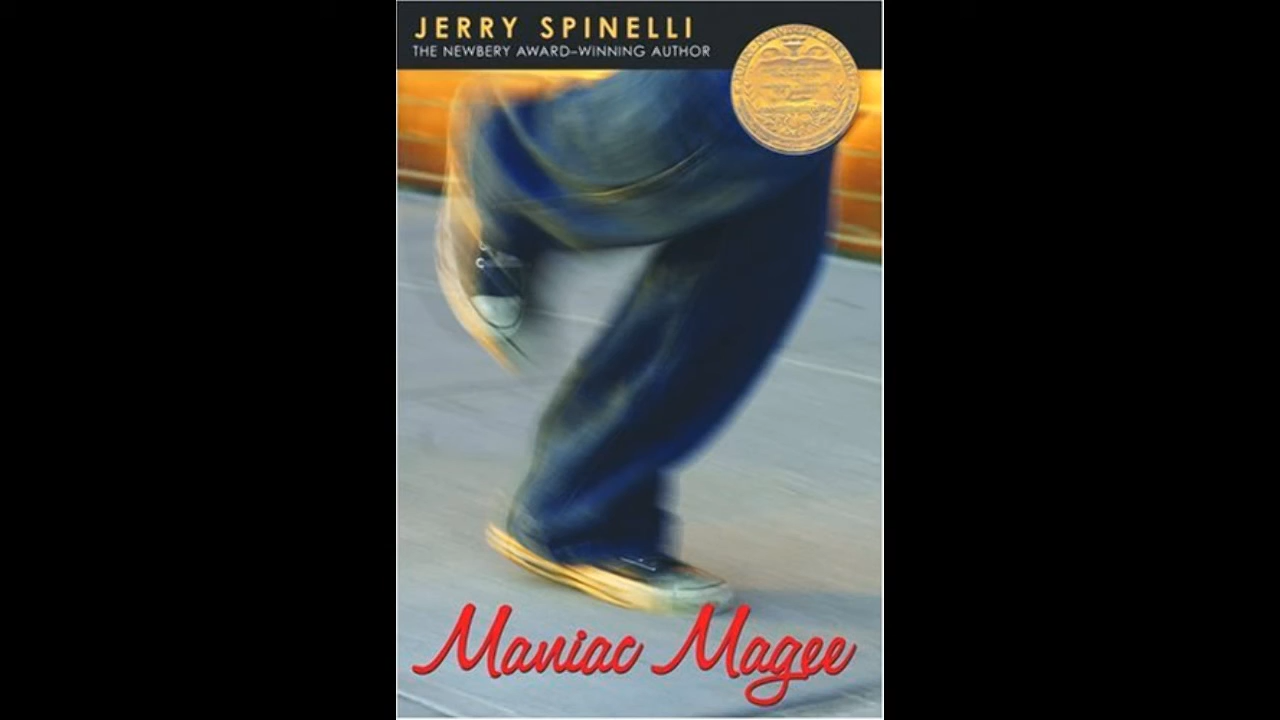 JERRY SPINELLI
THE NEWBERY AWARD–WINNING AUTHOR
Maniac Magee